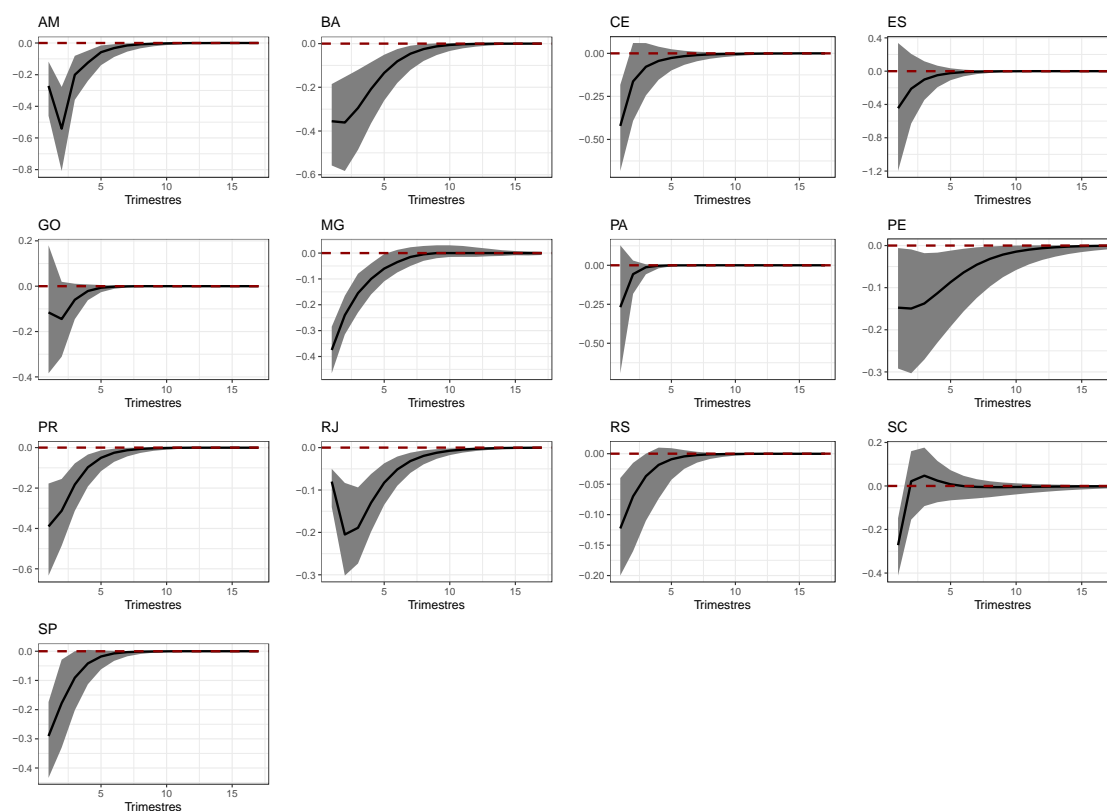 AM
0.0
−0.2
−0.4
−0.6
−0.8
5 10 15
Trimestres
BA
0.0
−0.2
−0.4
−0.6
5 10 15
Trimestres
CE
0.00
−0.25
−0.50
5 10 15
Trimestres
ES
0.4
0.0
−0.4
−0.8
−1.2
5 10 15
Trimestres
GO
0.2
0.0
−0.2
−0.4
5 10 15
Trimestres
MG
0.0
−0.1
−0.2
−0.3
−0.4
5 10 15
Trimestres
PA
0.00
−0.25
−0.50
5 10 15
Trimestres
PE
0.0
−0.1
−0.2
−0.3
5 10 15
Trimestres
PR
0.0
−0.2
−0.4
−0.6
5 10 15
Trimestres
RJ
0.0
−0.1
−0.2
−0.3
5 10 15
Trimestres
RS
0.00
−0.05
−0.10
−0.15
−0.20
5 10 15
Trimestres
SC
0.2
0.0
−0.2
−0.4
5 10 15
Trimestres
SP
0.0
−0.1
−0.2
−0.3
−0.4
5 10 15
Trimestres